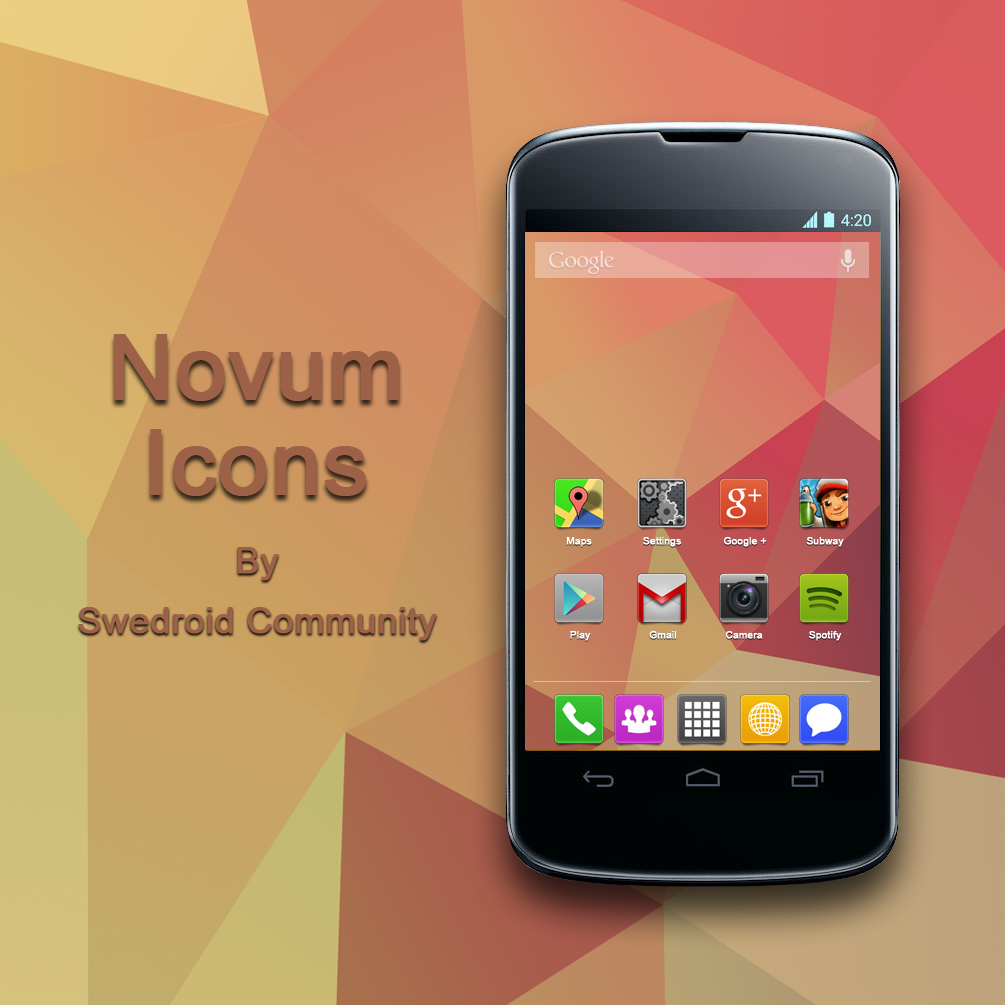 Novum
Icons
By
Swedroid Community
4:20
Google
g+
Maps
Settings
Google +
Subway
Play
Gmail
Camera
Spotify